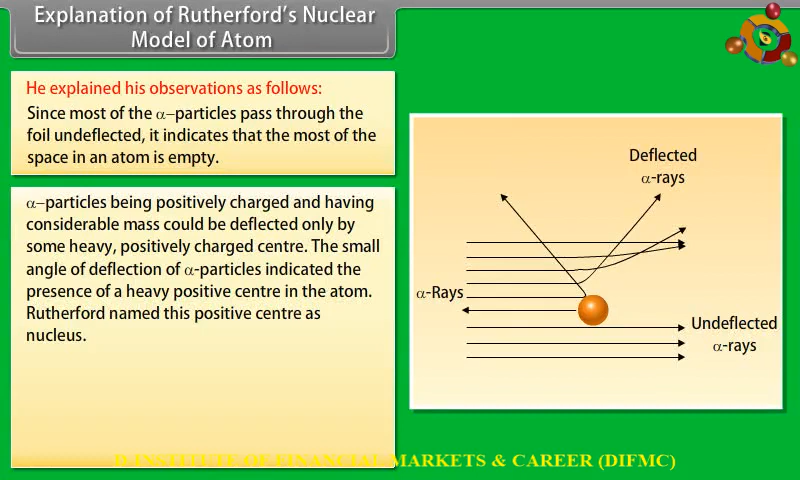 Explanation of Rutherford's Nuclear
Model of Atom
He explained his observations as follows:
Since most of the α–particles pass through the
foil undeflected, it indicates that the most of the
space in an atom is empty.
α–particles being positively charged and having
considerable mass could be deflected only by
some heavy, positively charged centre. The small
angle of deflection of α-particles indicated the
presence of a heavy positive centre in the atom.
Rutherford named this positive centre as
nucleus.
Deflected
α-rays
α-Rays
Undeflected
α-rays
INSTITUTE OF FINANCIAL MARKETS & CAREER (DIFMC)